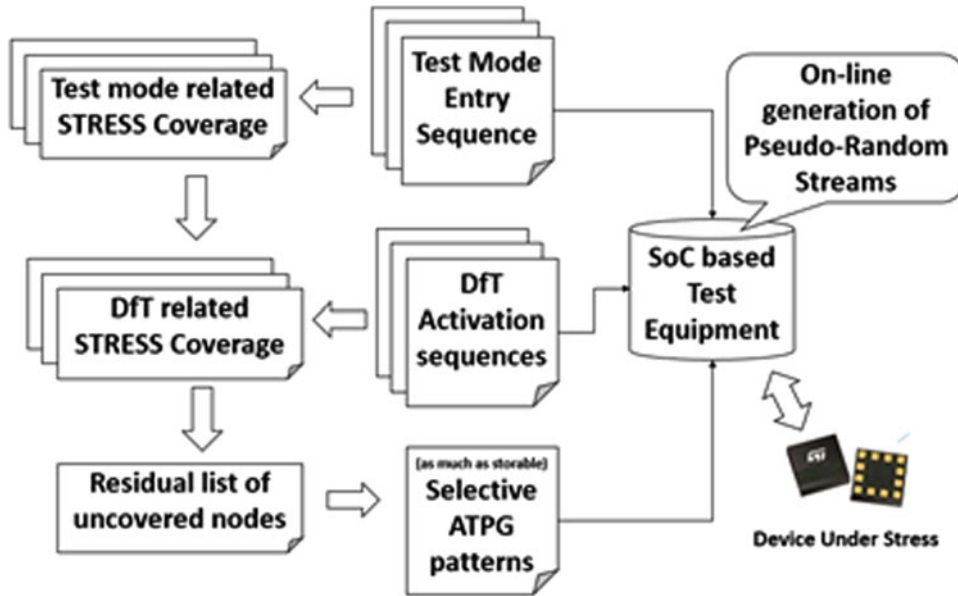 Test mode related
STRESS Coverage
Test Mode
Entry
Sequence
On-line
generation of
Pseudo-Random
Streams
DfT related
STRESS Coverage
DfT
Activation
sequences
SoC based
Test
Equipment
Residual list of
uncovered nodes
(as much as storable)
Selective
ATPG
patterns
ST
Device Under Stress